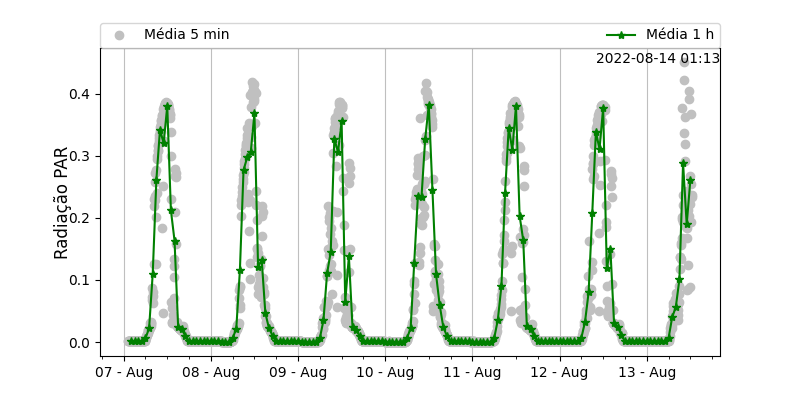 Média 5 min Média 1 h
2022-08-14 01:13
Radiação PAR
0.4
0.3
0.2
0.1
0.0
07 - Aug 08 - Aug 09 - Aug 10 - Aug 11 - Aug 12 - Aug 13 - Aug